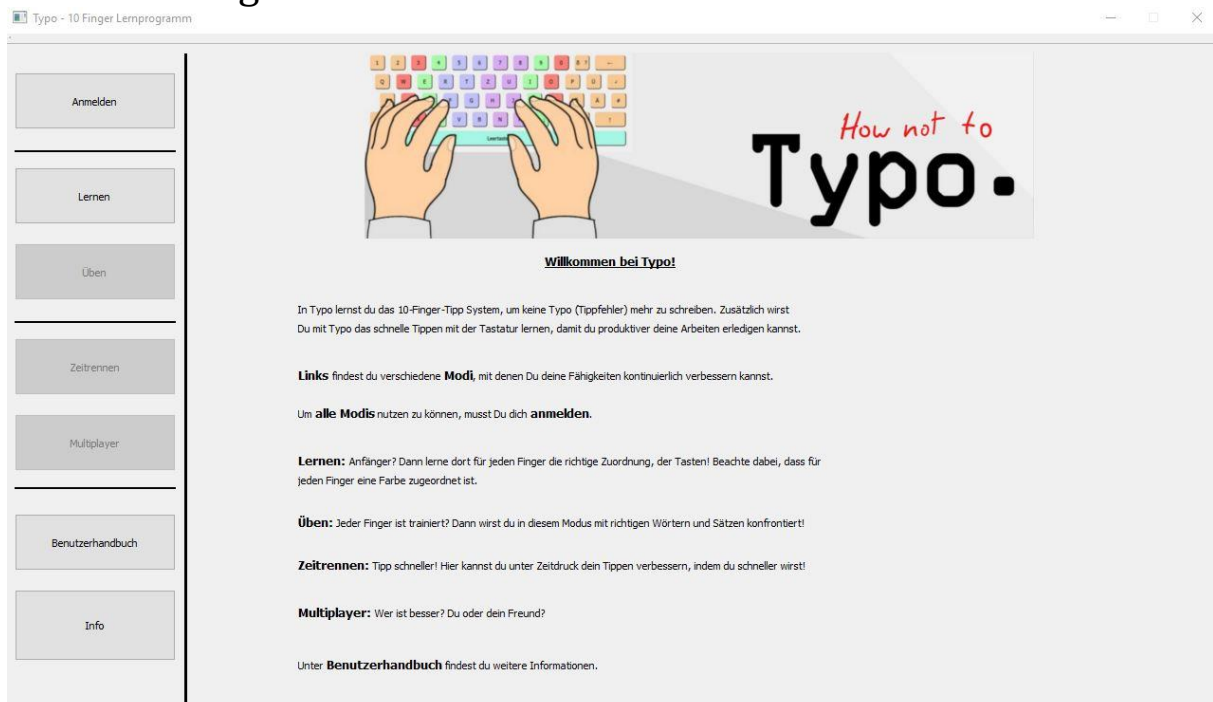 Typo - 10 Finger Lernprogramm
Anmelden
Lernen
Üben
Zeitrennen
Multiplayer
Benutzerhandbuch
Info
Leertaste
How not to
Typo.
Willkommen bei Typo!
In Typo lernst du das 10-Finger-Tipp System, um keine Typo (Tippfehler) mehr zu schreiben. Zusätzlich wirst
Du mit Typo das schnelle Tippen mit der Tastatur lernen, damit du produktiver deine Arbeiten erledigen kannst.
Links findest du verschiedene Modi, mit denen Du deine Fähigkeiten kontinuierlich verbessern kannst.
Um alle Modis nutzen zu können, musst Du dich anmelden.
Lernen: Anfänger? Dann lerne dort für jeden Finger die richtige Zuordnung, der Tasten! Beachte dabei, dass für
jeden Finger eine Farbe zugeordnet ist.
Üben: Jeder Finger ist trainiert? Dann wirst du in diesem Modus mit richtigen Wörtern und Sätzen konfrontiert!
Zeitrennen: Tipp schneller! Hier kannst du unter Zeitdruck dein Tippen verbessern, indem du schneller wirst!
Multiplayer: Wer ist besser? Du oder dein Freund?
Unter Benutzerhandbuch findest du weitere Informationen.